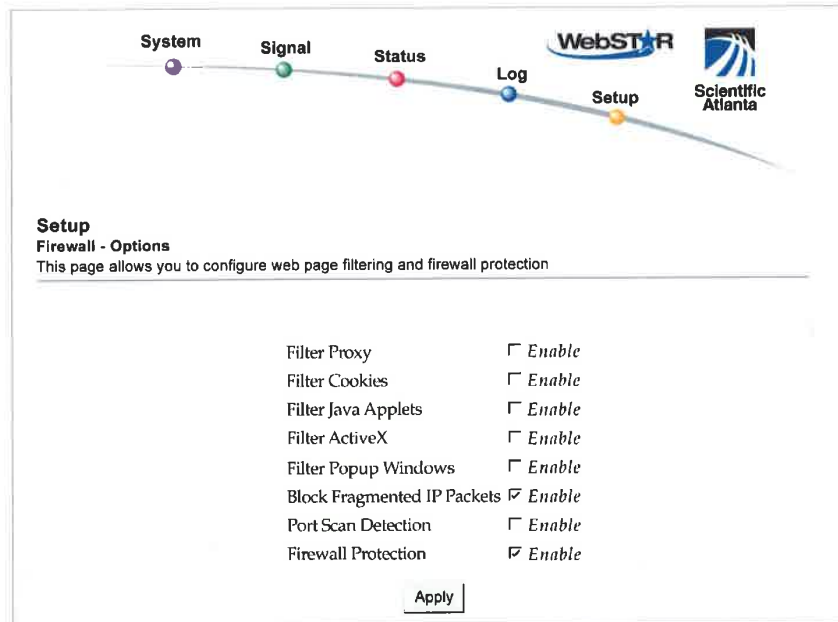 System
Signal
Status
Log
Setup
WebSTAR
Scientific
Atlanta
Setup
Firewall - Options
This page allows you to configure web page filtering and firewall protection
Filter Proxy Enable
Filter Cookies Enable
Filter Java Applets Enable
Filter ActiveX Enable
Filter Popup Windows Enable
Block Fragmented IP Packets Enable
Port Scan Detection Enable
Firewall Protection Enable
Apply